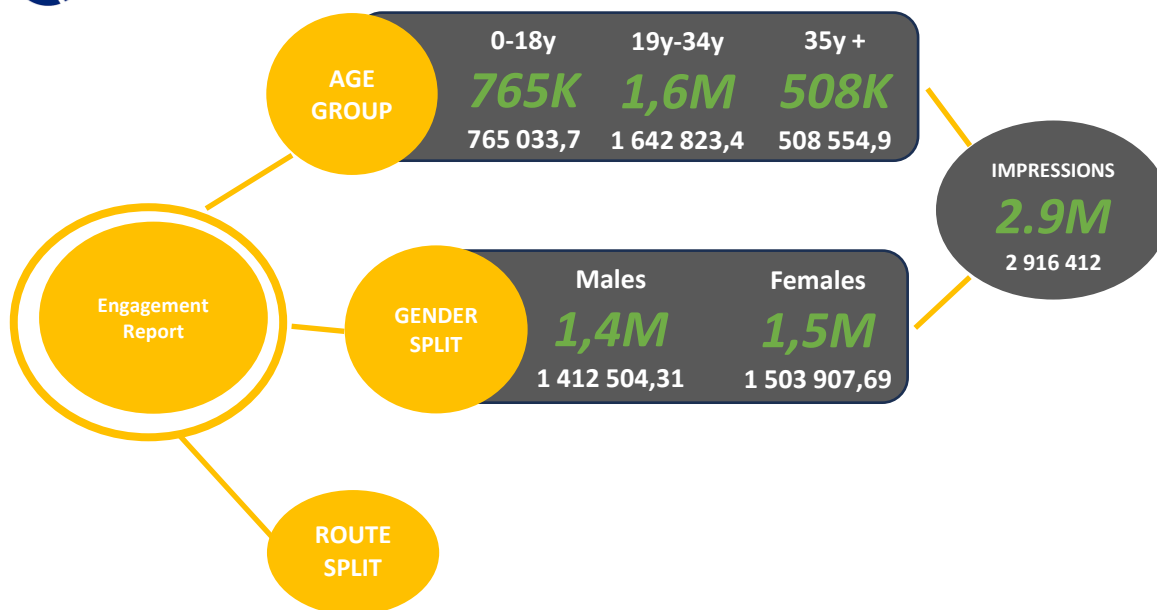 AGE
GROUP
0-18y
19y-34y
35y +
765K
1,6M
508K
765 033,7
1 642 823,4
508 554,9
IMPRESSIONS
2.9M
2 916 412
Engagement
Report
GENDER
SPLIT
Males
Females
1,4M
1,5M
1 412 504,31
1 503 907,69
ROUTE
SPLIT